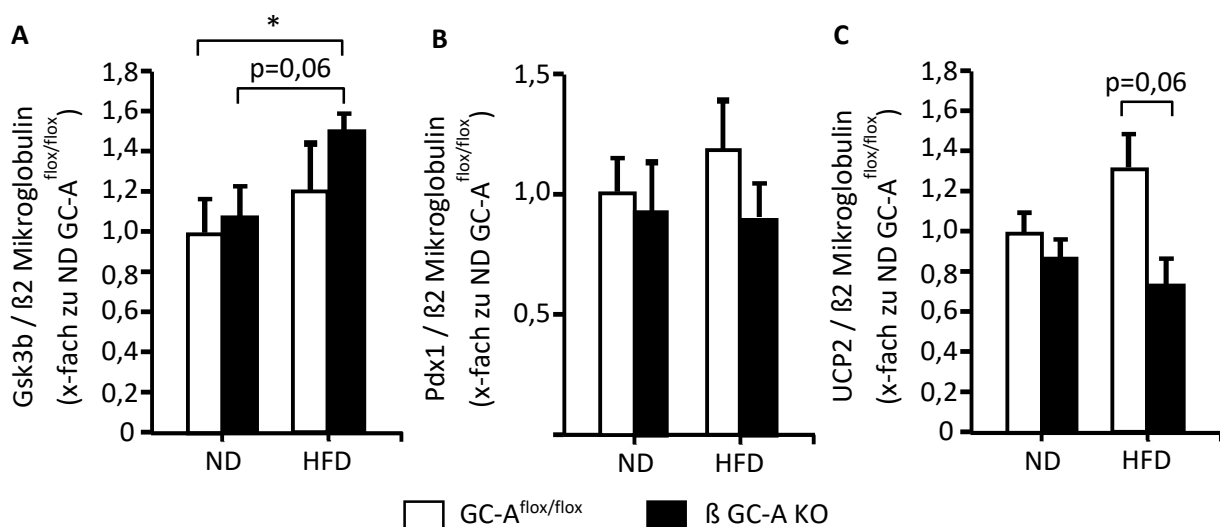 A
*
p=0,06
Gsk3b / ß2 Mikroglobulin
(x-fach zu ND GC-A flox/flox)
1,8
1,6
1,4
1,2
1,0
0,8
0,6
0,4
0,2
0
ND HFD
B
Pdx1 / ß2 Mikroglobulin
(x-fach zu ND GC-A flox/flox)
1,5
1,0
0,5
ND HFD
C
p=0,06
UCP2 / ß2 Mikroglobulin
(x-fach zu ND GC-A flox/flox)
1,8
1,6
1,4
1,2
1,0
0,8
0,6
0,4
0,2
0
ND HFD
GC-A flox/flox ß GC-A KO